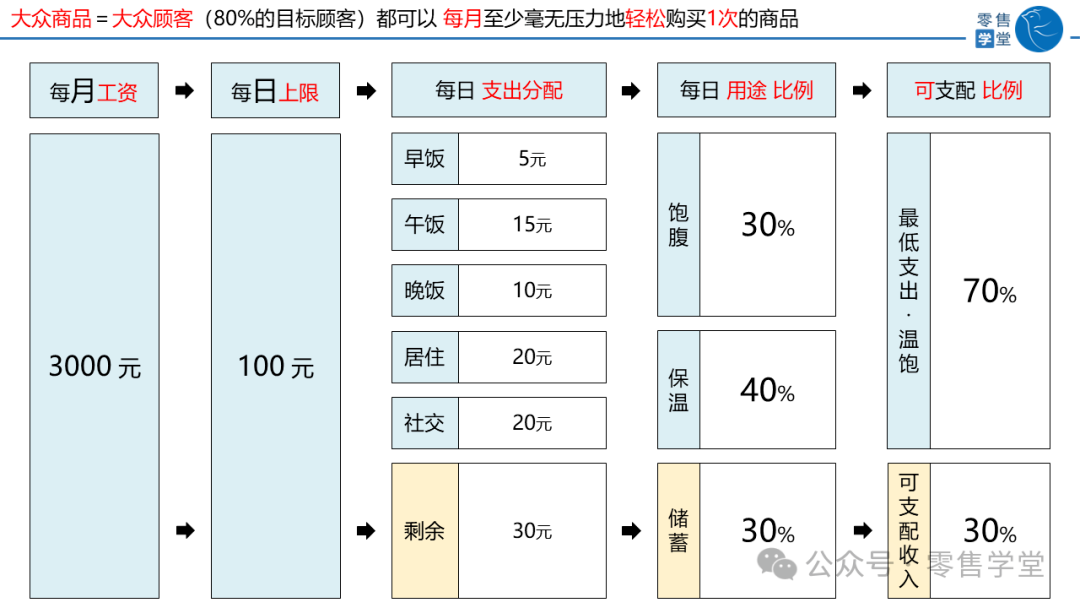 大众商品 = 大众顾客（80%的目标顾客）都可以 每月至少毫无压力地轻松购买1次的商品
零售
学堂
每月工资
每日上限
每日 支出分配
每日 用途 比例
可支配 比例
3000 元
100 元
早饭
5元
午饭
15元
晚饭
10元
居住
20元
社交
20元
剩余
30元
饱腹
30%
保温
40%
储蓄
30%
最低支出·温饱
70%
可支配收入
30%
公众号·零售学堂